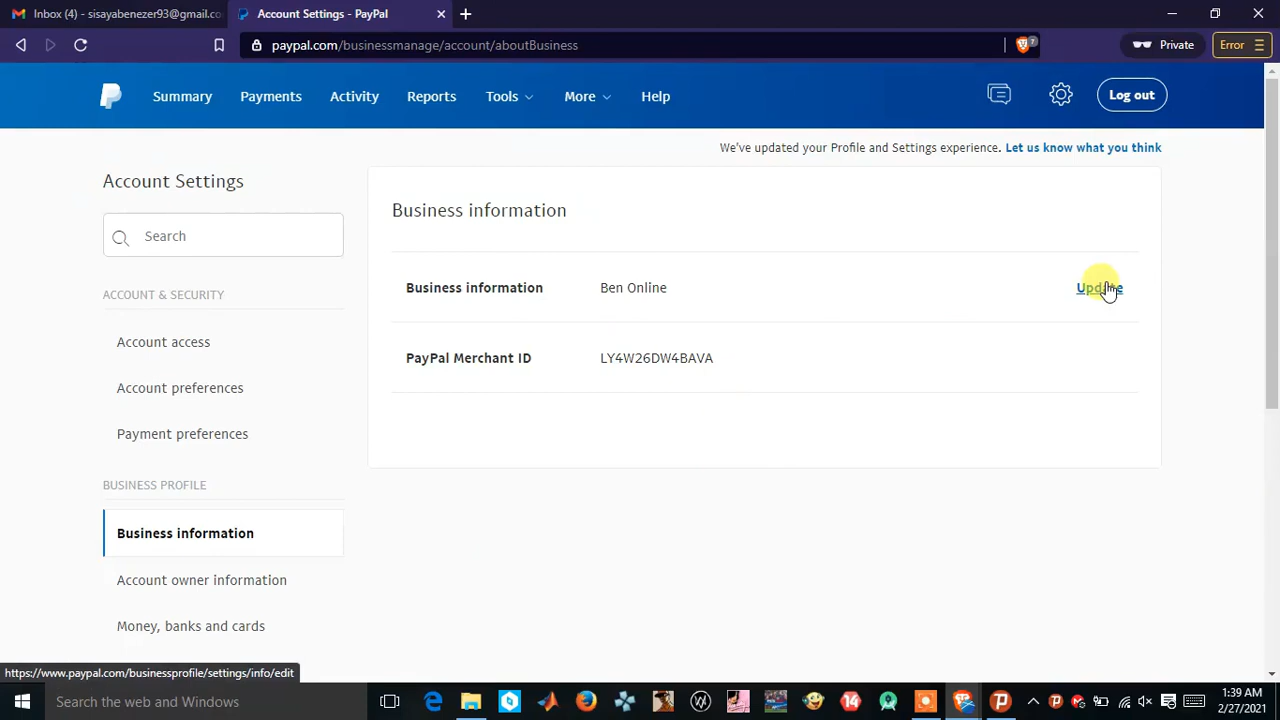 Inbox (4) - sisayabenezer93@gmail.co
Account Settings - PayPal
paypal.com/businessmanage/account/aboutBusiness
7
Private
Error
Summary
Payments
Activity
Reports
Tools
More
Help
Log out
We've updated your Profile and Settings experience. Let us know what you think
Account Settings
Search
ACCOUNT & SECURITY
Account access
Account preferences
Payment preferences
BUSINESS PROFILE
Business information
Account owner information
Money, banks and cards
Business information
Business information Ben Online Update
PayPal Merchant ID LY4W26DW4BAVA
https://www.paypal.com/businessprofile/settings/info/edit
Search the web and Windows
14
1:39 AM
2/27/2021